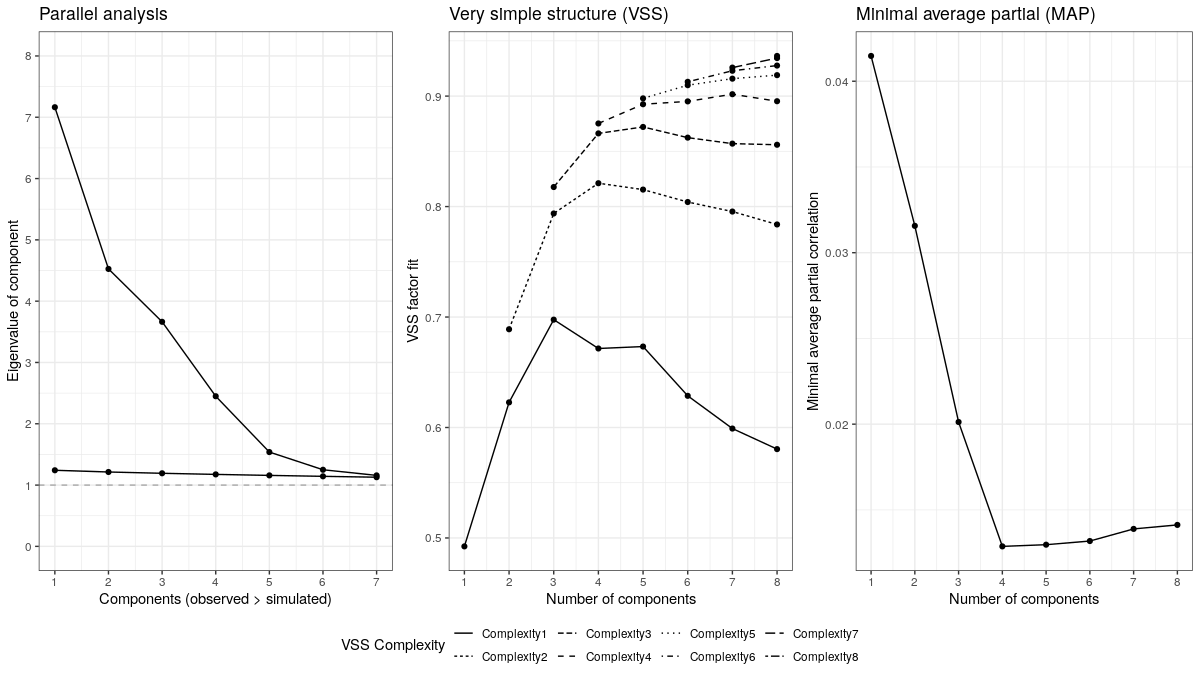 Parallel analysis
Eigenvalue of component
8
7
6
5
4
3
2
1
0
1 2 3 4 5 6 7
Components (observed > simulated)
Very simple structure (VSS)
VSS factor fit
0.9
0.8
0.7
0.6
0.5
1 2 3 4 5 6 7 8
Number of components
Minimal average partial (MAP)
Minimal average partial correlation
0.04
0.03
0.02
1 2 3 4 5 6 7 8
Number of components
VSS Complexity
Complexity1 Complexity3 Complexity5 Complexity7
Complexity2 Complexity4 Complexity6 Complexity8